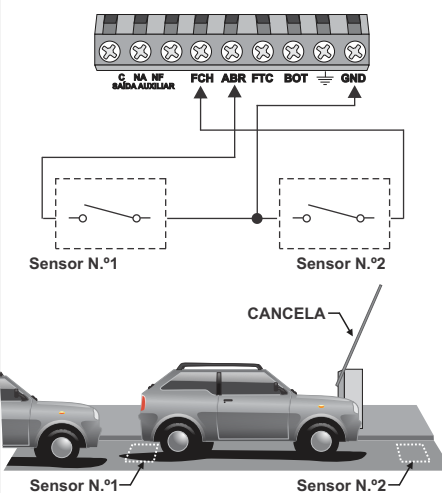 C NA NF
SAÍDA AUXILIAR
FCH ABR FTC BOT GND
Sensor N.º1
Sensor N.º2
CANCELA
Sensor N.º1
Sensor N.º2